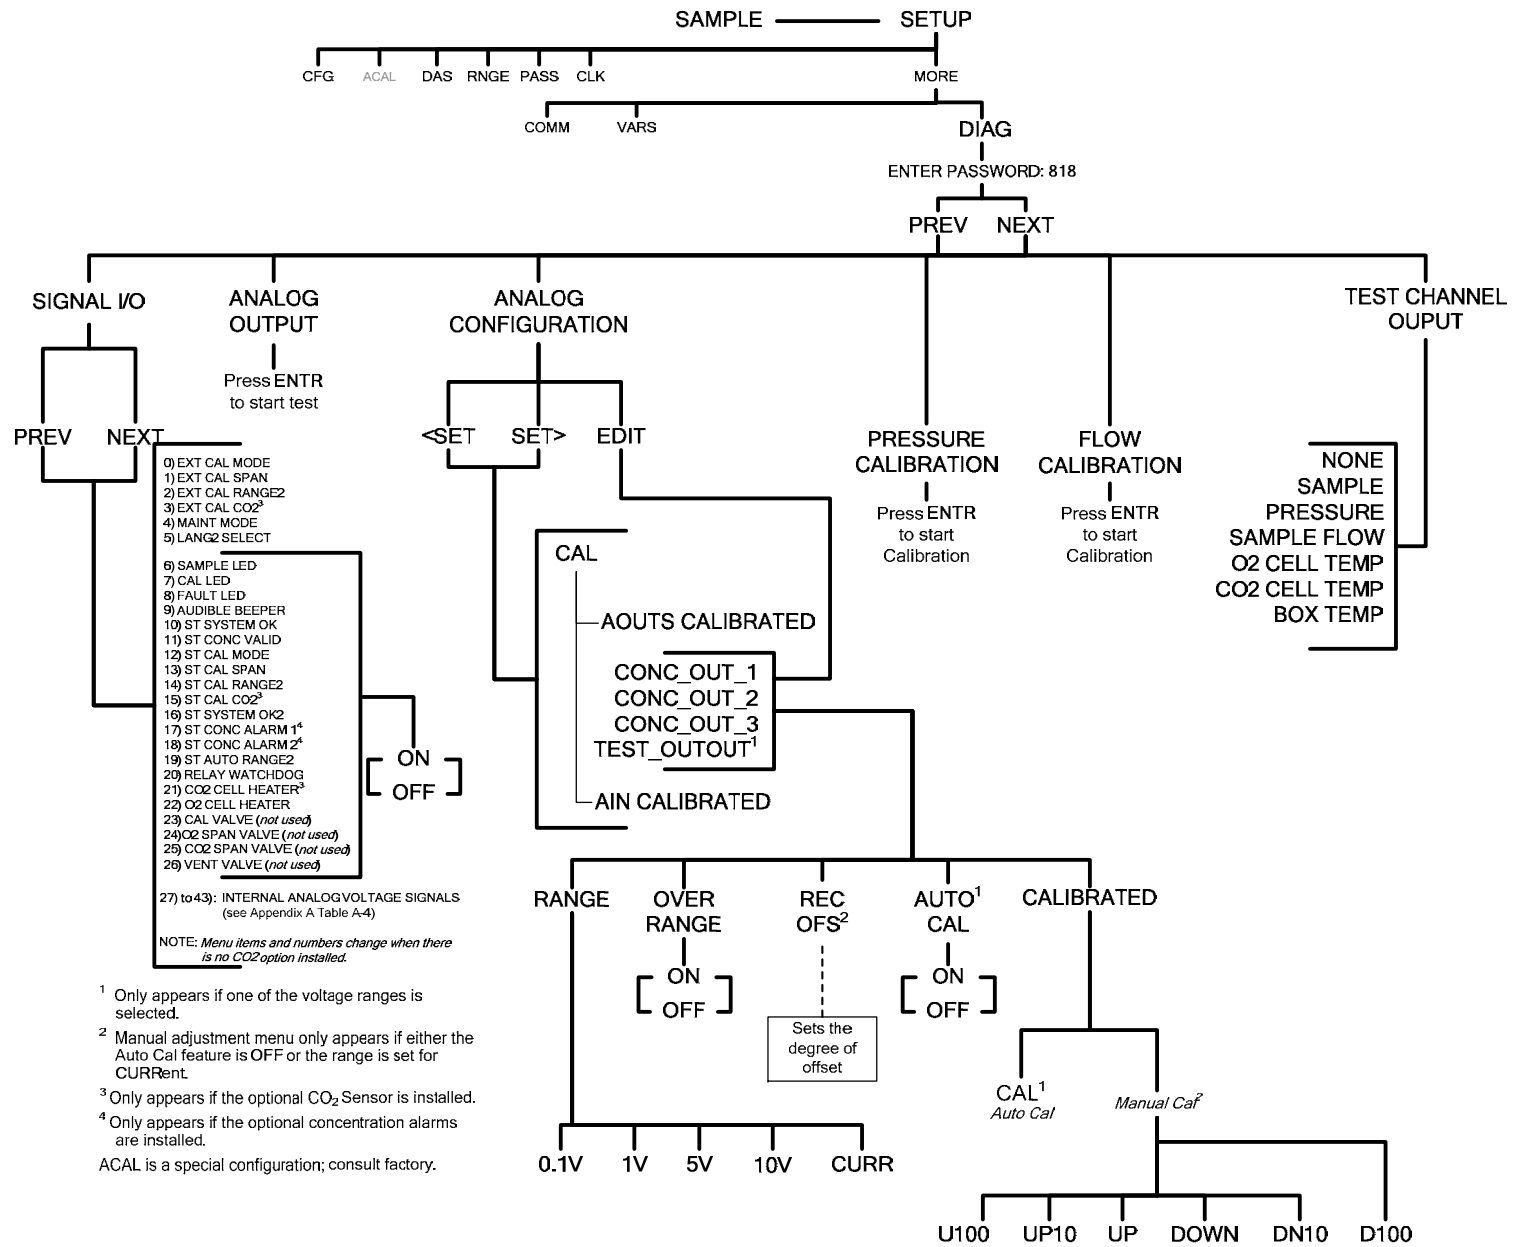 SAMPLE SETUP
CFG ACAL DAS RNGE PASS CLK MORE
COMM VARS
DIAG
ENTER PASSWORD: 818
PREV NEXT
SIGNAL I/O
PREV NEXT
0) EXT CAL MODE
1) EXT CAL SPAN
2) EXT CAL RANGE2
3) EXT CAL CO2³
4) MAINT MODE
5) LANG2 SELECT
6) SAMPLE LED
7) CAL LED
8) FAULT LED
9) AUDIBLE BEEPER
10) ST SYSTEM OK
11) ST CONC VALID
12) ST CAL MODE
13) ST CAL SPAN
14) ST CAL RANGE2
15) ST CAL CO2³
16) ST SYSTEM OK2
17) ST CONC ALARM 1⁴
18) ST CONC ALARM 2⁴
19) ST AUTO RANGE2
20) RELAY WATCHDOG
21) CO2 CELL HEATER³
22) O2 CELL HEATER
23) CAL VALVE (not used)
24)O2 SPAN VALVE (not used)
25) CO2 SPAN VALVE (not used)
26) VENT VALVE (not used)
ON
OFF
27) to 43): INTERNAL ANALOG VOLTAGE SIGNALS
(see Appendix A Table A-4)
NOTE: Menu items and numbers change when there
is no CO2 option installed.
ANALOG
OUTPUT
Press ENTR
to start test
ANALOG
CONFIGURATION
<SET SET> EDIT
CAL
AOUTS CALIBRATED
CONC_OUT_1
CONC_OUT_2
CONC_OUT_3
TEST_OUTOUT¹
AIN CALIBRATED
PRESSURE
CALIBRATION
Press ENTR
to start
Calibration
FLOW
CALIBRATION
Press ENTR
to start
Calibration
TEST CHANNEL
OUPUT
NONE
SAMPLE
PRESSURE
SAMPLE FLOW
O2 CELL TEMP
CO2 CELL TEMP
BOX TEMP
RANGE
OVER
RANGE
ON
OFF
REC
OFS²
Sets the
degree of
offset
AUTO¹
CAL
ON
OFF
CALIBRATED
CAL¹
Auto Cal
Manual Cal²
0.1V 1V 5V 10V CURR
U100 UP10 UP DOWN DN10 D100
¹ Only appears if one of the voltage ranges is
selected.
² Manual adjustment menu only appears if either the
Auto Cal feature is OFF or the range is set for
CURRent.
³ Only appears if the optional CO₂ Sensor is installed.
⁴ Only appears if the optional concentration alarms
are installed.
ACAL is a special configuration; consult factory.